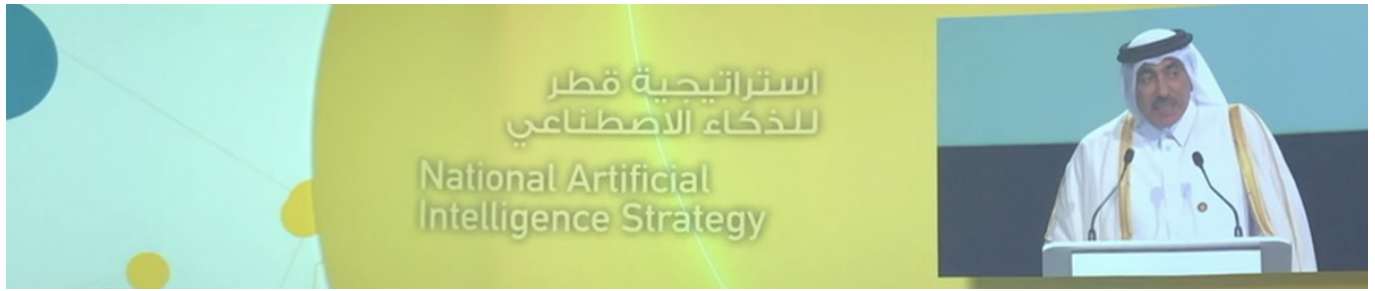 استراتيجية قطر
للذكاء الاصطناعي
National Artificial
Intelligence Strategy